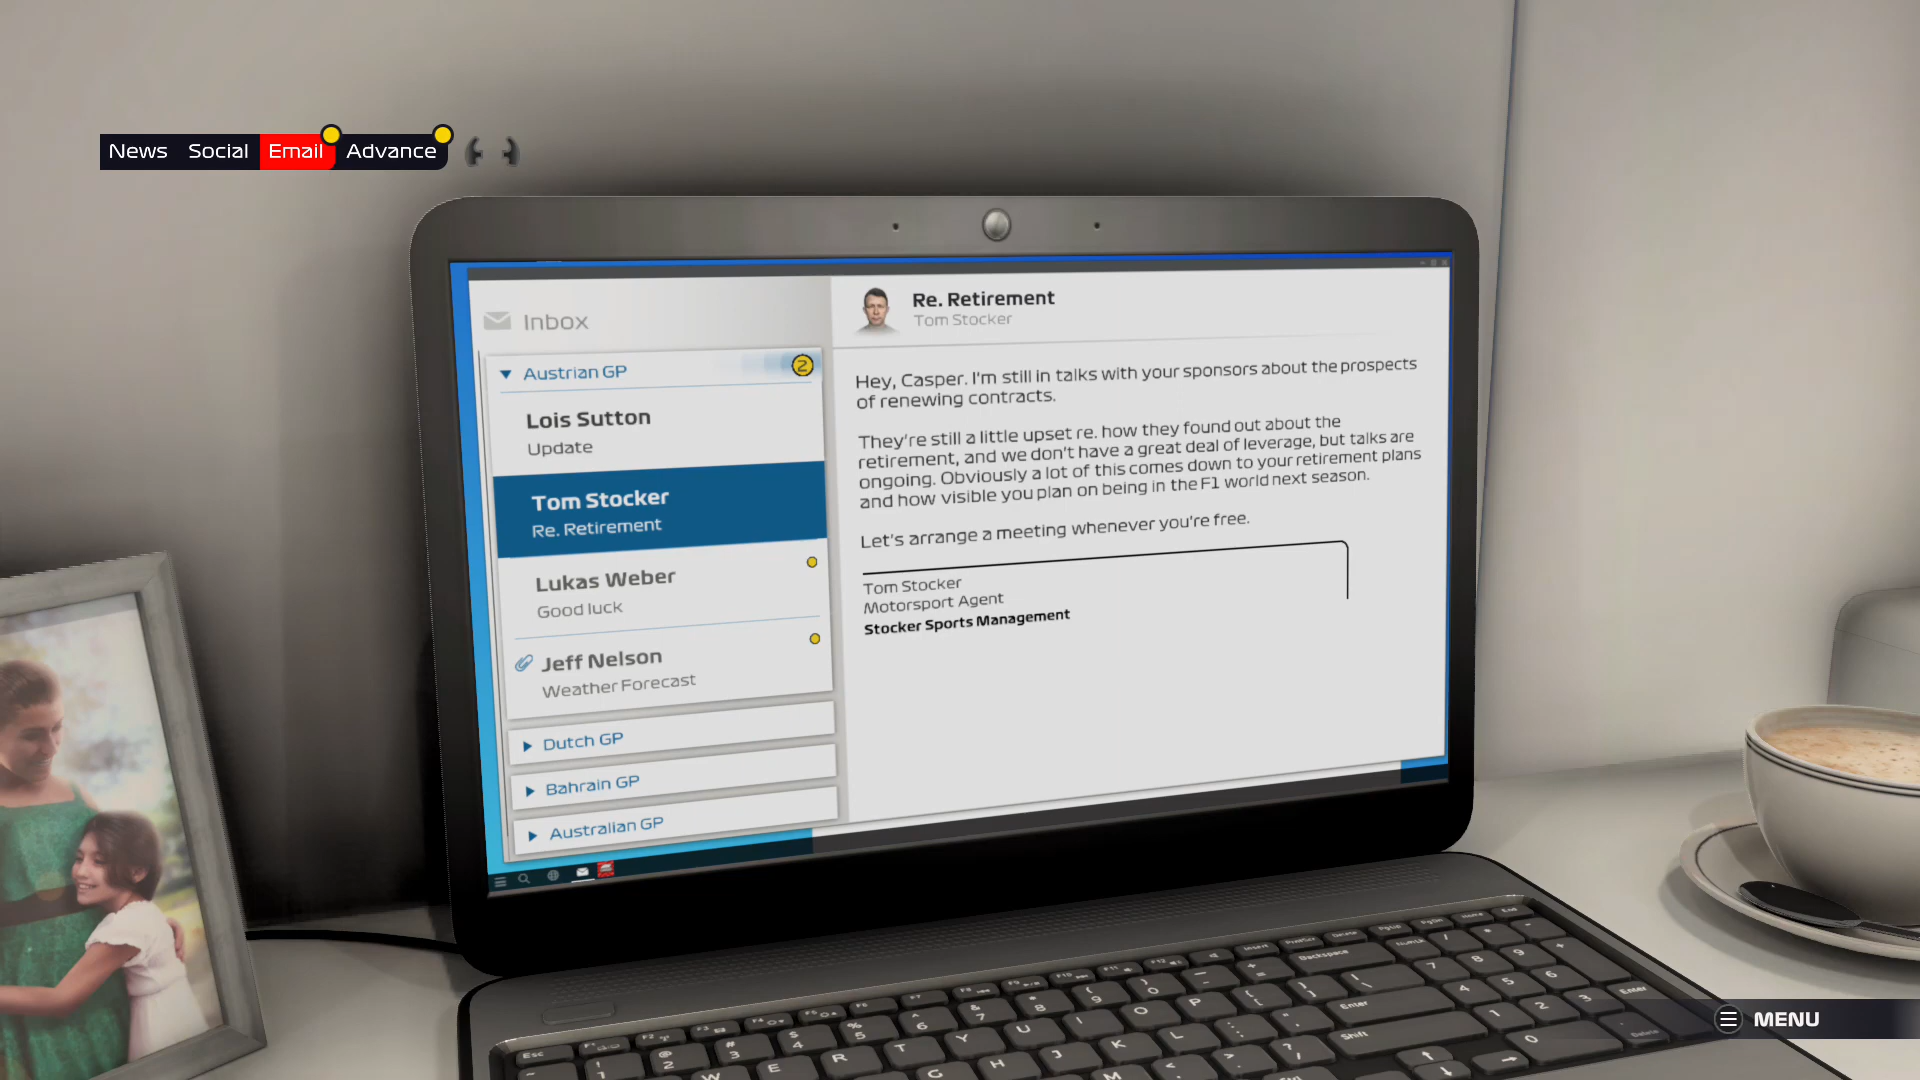 News Social Email Advance
Inbox
Austrian GP
2
Lois Sutton
Update
Tom Stocker
Re. Retirement
Lukas Weber
Good luck
Jeff Nelson
Weather Forecast
Dutch GP
Bahrain GP
Australian GP
Re. Retirement
Tom Stocker
Hey, Casper. I'm still in talks with your sponsors about the prospects
of renewing contracts.
They're still a little upset re. how they found out about the
retirement, and we don't have a great deal of leverage, but talks are
ongoing. Obviously a lot of this comes down to your retirement plans
and how visible you plan on being in the F1 world next season.
Let's arrange a meeting whenever you're free.
Tom Stocker
Motorsport Agent
Stocker Sports Management
MENU